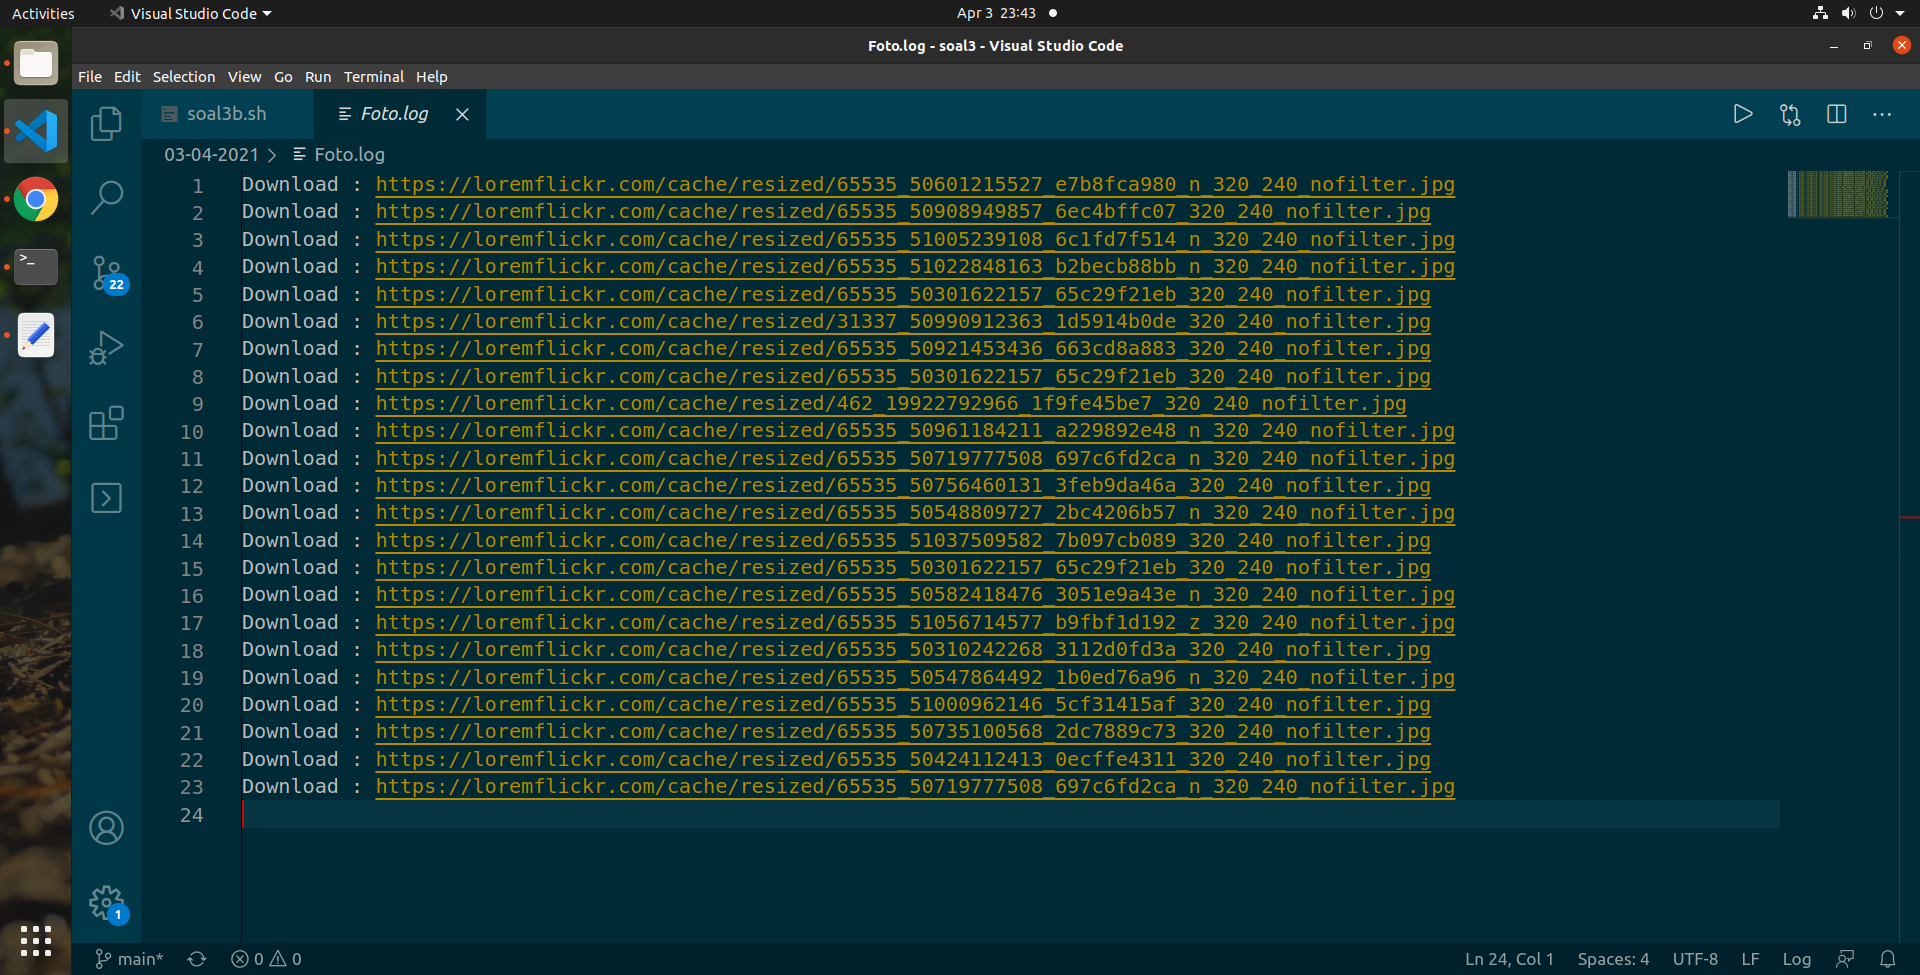 Activities
Visual Studio Code
Apr 3 23:43
Foto.log - soal3 - Visual Studio Code
File Edit Selection View Go Run Terminal Help
soal3b.sh
Foto.log
03-04-2021 > Foto.log
1 Download : https://loremflickr.com/cache/resized/65535_50601215527_e7b8fca980_n_320_240_nofilter.jpg
2 Download : https://loremflickr.com/cache/resized/65535_50908949857_6ec4bffc07_320_240_nofilter.jpg
3 Download : https://loremflickr.com/cache/resized/65535_51005239108_6c1fd7f514_n_320_240_nofilter.jpg
4 Download : https://loremflickr.com/cache/resized/65535_51022848163_b2becb88bb_n_320_240_nofilter.jpg
5 Download : https://loremflickr.com/cache/resized/65535_50301622157_65c29f21eb_320_240_nofilter.jpg
6 Download : https://loremflickr.com/cache/resized/31337_50990912363_1d5914b0de_320_240_nofilter.jpg
7 Download : https://loremflickr.com/cache/resized/65535_50921453436_663cd8a883_320_240_nofilter.jpg
8 Download : https://loremflickr.com/cache/resized/65535_50301622157_65c29f21eb_320_240_nofilter.jpg
9 Download : https://loremflickr.com/cache/resized/462_19922792966_1f9fe45be7_320_240_nofilter.jpg
10 Download : https://loremflickr.com/cache/resized/65535_50961184211_a229892e48_n_320_240_nofilter.jpg
11 Download : https://loremflickr.com/cache/resized/65535_50719777508_697c6fd2ca_n_320_240_nofilter.jpg
12 Download : https://loremflickr.com/cache/resized/65535_50756460131_3feb9da46a_320_240_nofilter.jpg
13 Download : https://loremflickr.com/cache/resized/65535_50548809727_2bc4206b57_n_320_240_nofilter.jpg
14 Download : https://loremflickr.com/cache/resized/65535_51037509582_7b097cb089_320_240_nofilter.jpg
15 Download : https://loremflickr.com/cache/resized/65535_50301622157_65c29f21eb_320_240_nofilter.jpg
16 Download : https://loremflickr.com/cache/resized/65535_50582418476_3051e9a43e_n_320_240_nofilter.jpg
17 Download : https://loremflickr.com/cache/resized/65535_51056714577_b9fbf1d192_z_320_240_nofilter.jpg
18 Download : https://loremflickr.com/cache/resized/65535_50310242268_3112d0fd3a_320_240_nofilter.jpg
19 Download : https://loremflickr.com/cache/resized/65535_50547864492_1b0ed76a96_n_320_240_nofilter.jpg
20 Download : https://loremflickr.com/cache/resized/65535_51000962146_5cf31415af_320_240_nofilter.jpg
21 Download : https://loremflickr.com/cache/resized/65535_50735100568_2dc7889c73_320_240_nofilter.jpg
22 Download : https://loremflickr.com/cache/resized/65535_50424112413_0ecffe4311_320_240_nofilter.jpg
23 Download : https://loremflickr.com/cache/resized/65535_50719777508_697c6fd2ca_n_320_240_nofilter.jpg
24
22
1
main* 0 0
Ln 24, Col 1 Spaces: 4 UTF-8 LF Log